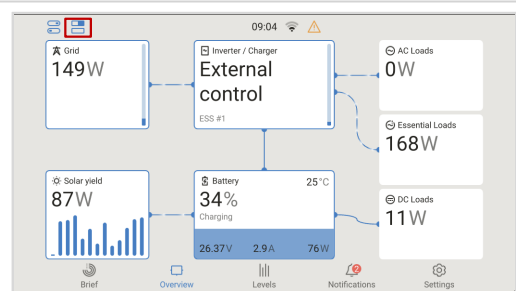 09:04
Grid
149W
Inverter / Charger
External
control
ESS #1
AC Loads
0W
Essential Loads
168W
Solar yield
87W
Battery
25°C
34%
Charging
26.37V 2.9A 76W
DC Loads
11W
2
Brief Overview Levels Notifications Settings